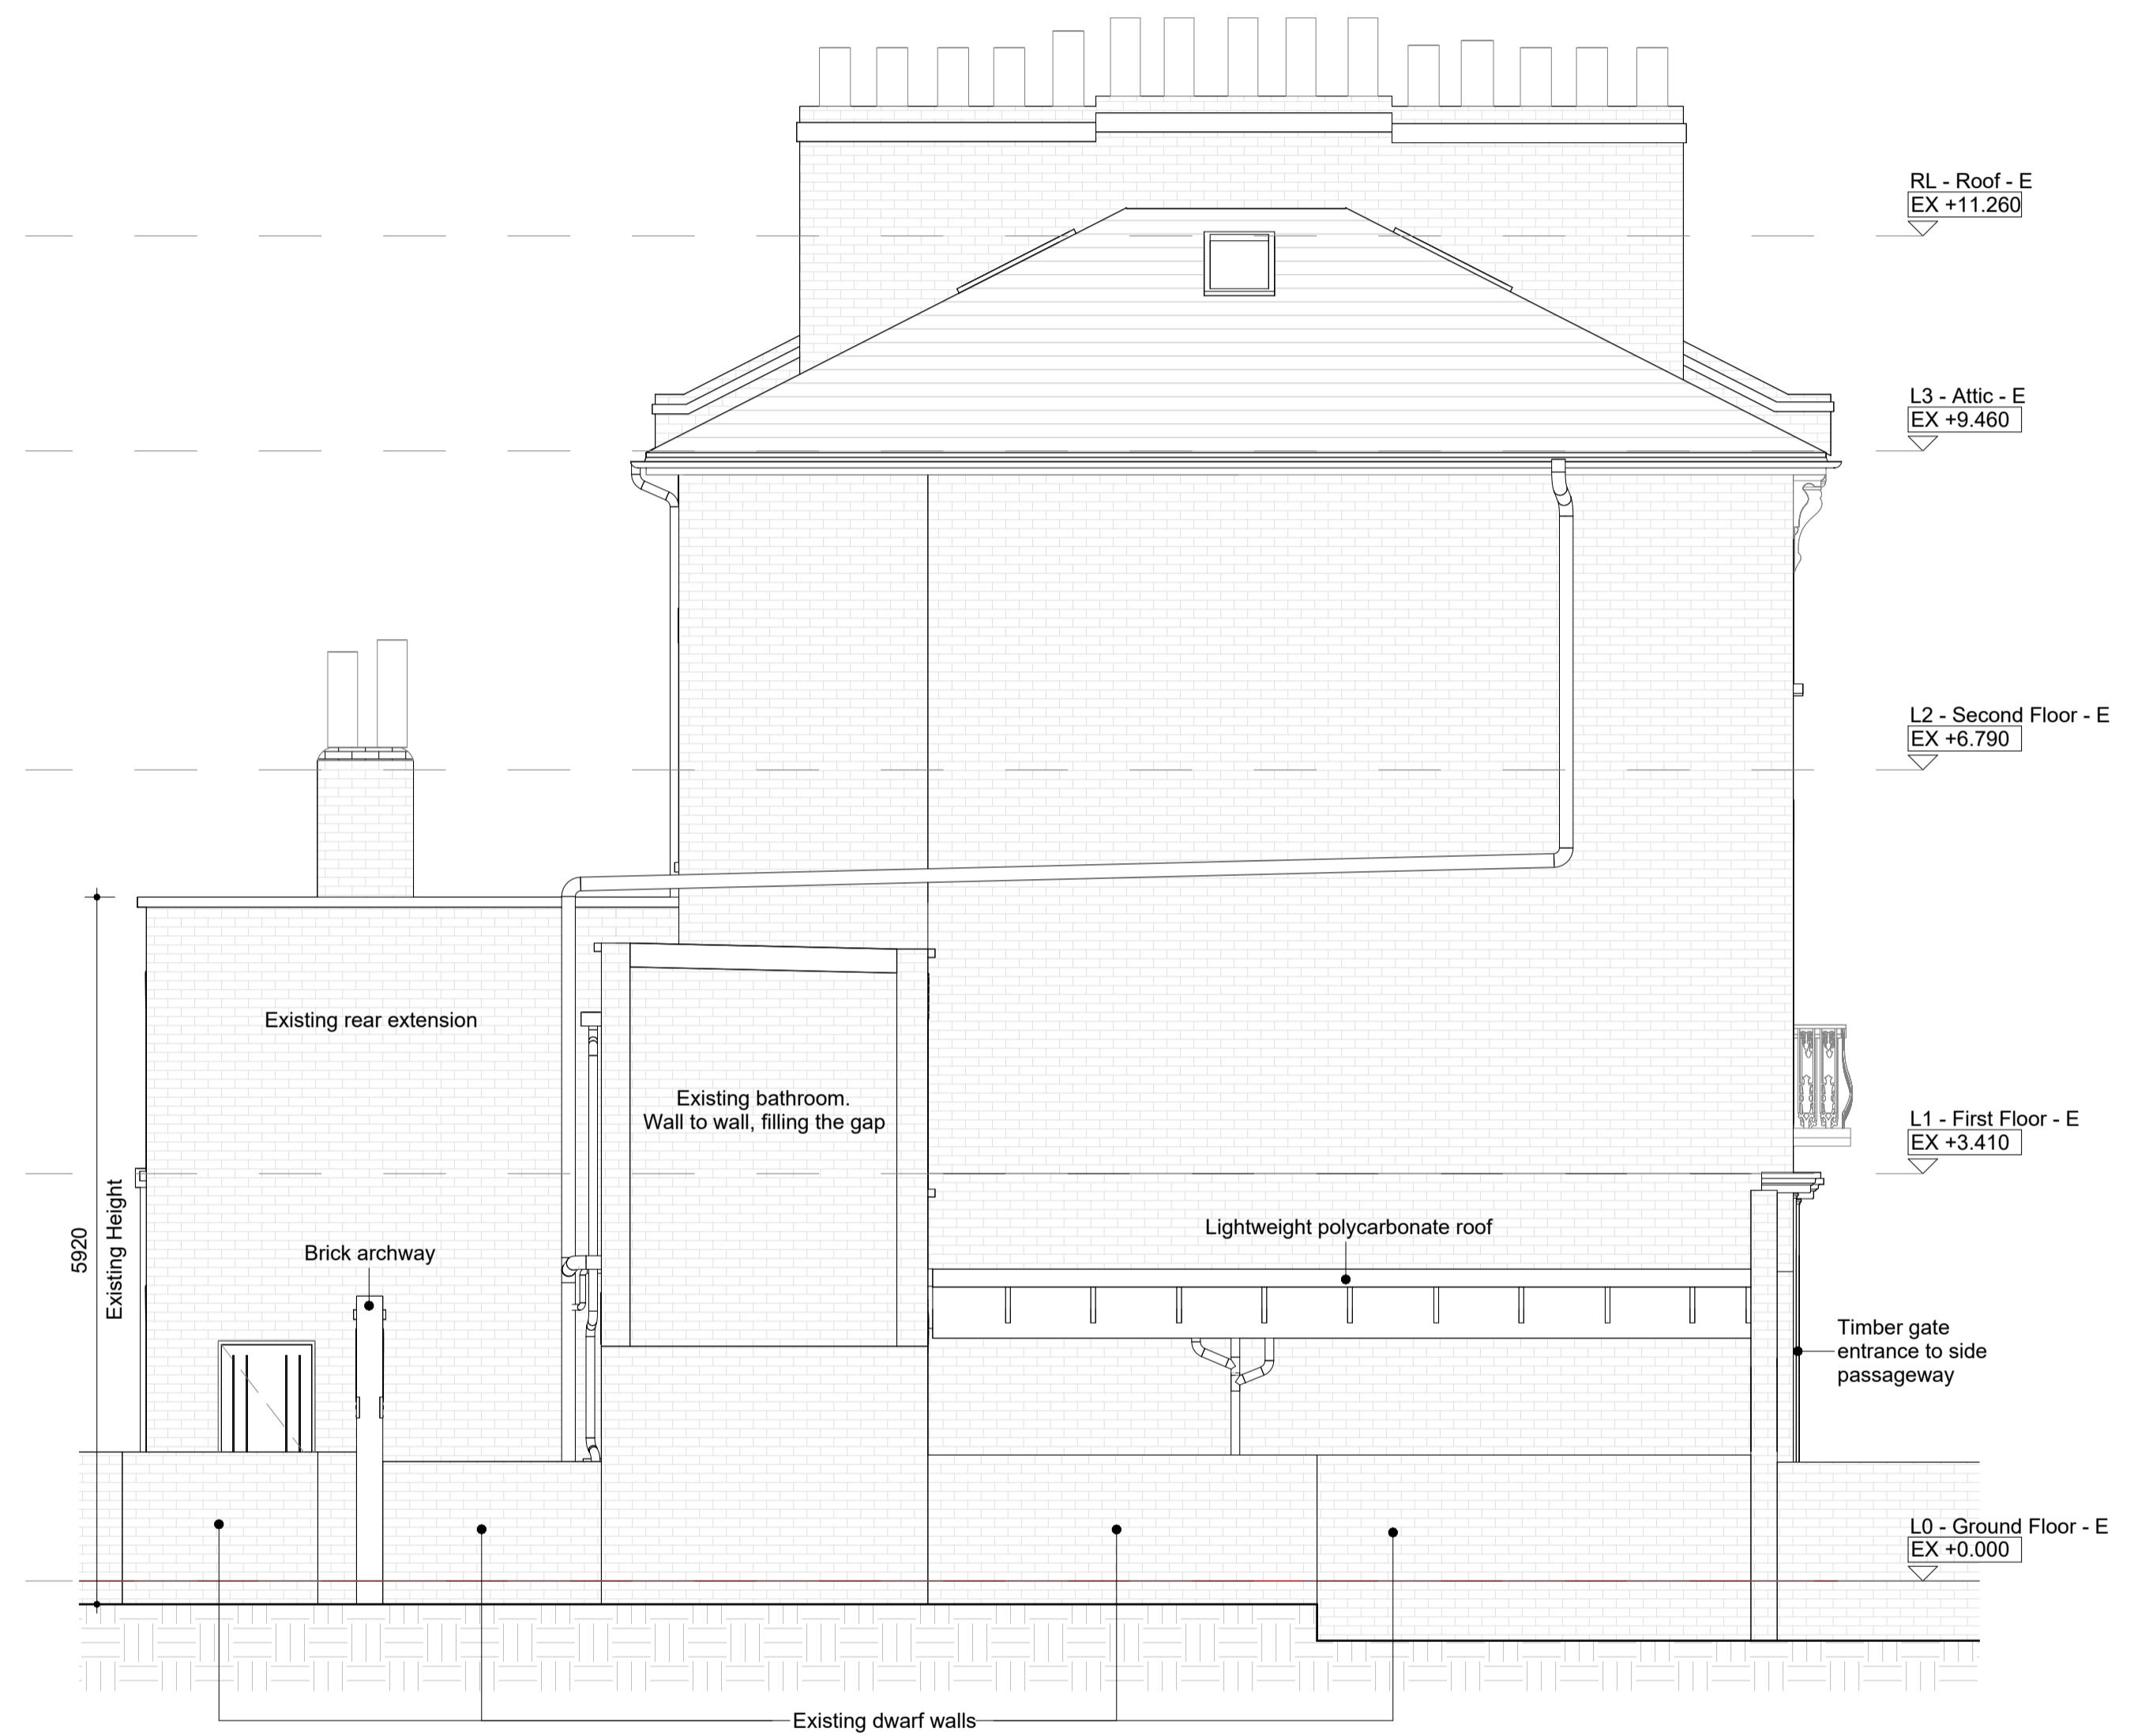 RL - Roof - E
EX +11.260
L3 - Attic - E
EX +9.460
L2 - Second Floor - E
EX +6.790
Existing rear extension
Existing bathroom.
Wall to wall, filling the gap
L1 - First Floor - E
EX +3.410
5920
Existing Height
Brick archway
Lightweight polycarbonate roof
Timber gate
entrance to side
passageway
L0 - Ground Floor - E
EX +0.000
Existing dwarf walls